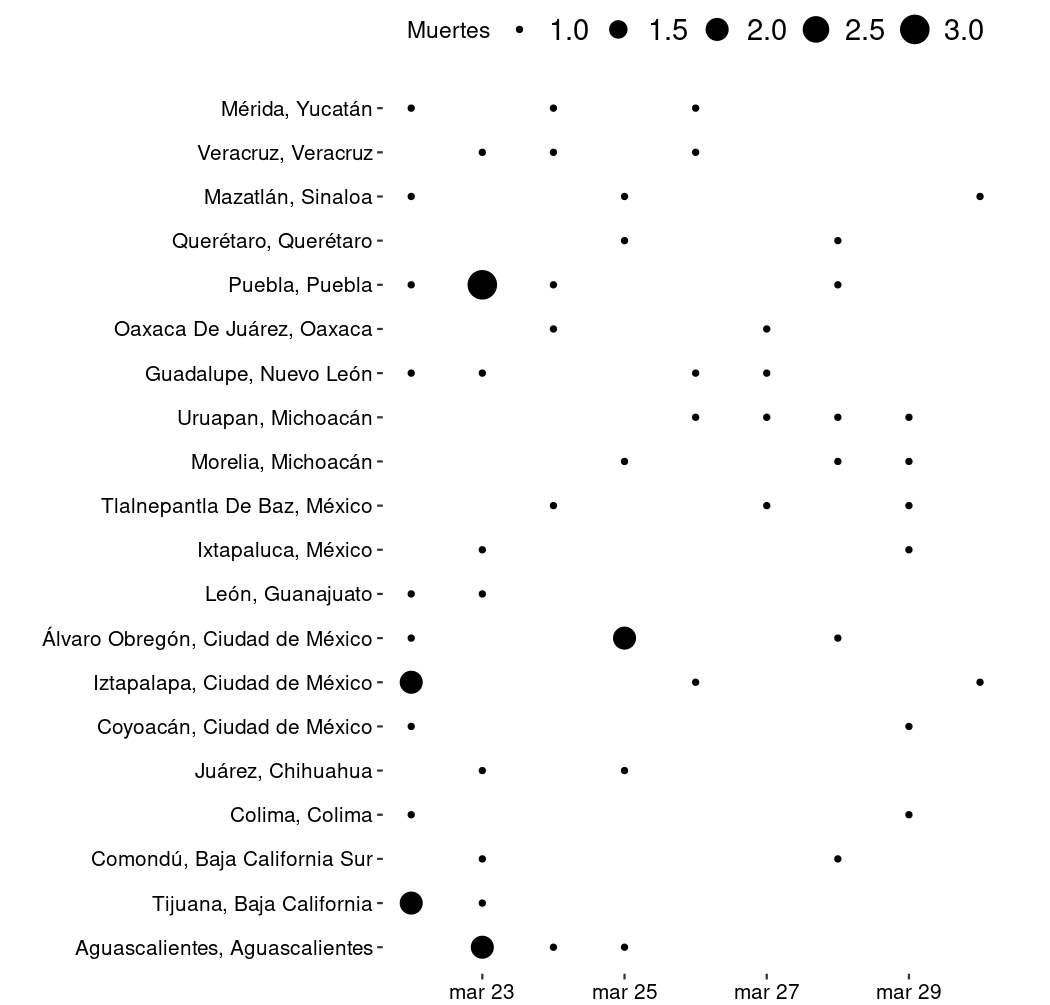 Muertes 1.0 1.5 2.0 2.5 3.0
Mérida, Yucatán
Veracruz, Veracruz
Mazatlán, Sinaloa
Querétaro, Querétaro
Puebla, Puebla
Oaxaca De Juárez, Oaxaca
Guadalupe, Nuevo León
Uruapan, Michoacán
Morelia, Michoacán
Tlalnepantla De Baz, México
Ixtapaluca, México
León, Guanajuato
Álvaro Obregón, Ciudad de México
Iztapalapa, Ciudad de México
Coyoacán, Ciudad de México
Juárez, Chihuahua
Colima, Colima
Comondú, Baja California Sur
Tijuana, Baja California
Aguascalientes, Aguascalientes
mar 23 mar 25 mar 27 mar 29